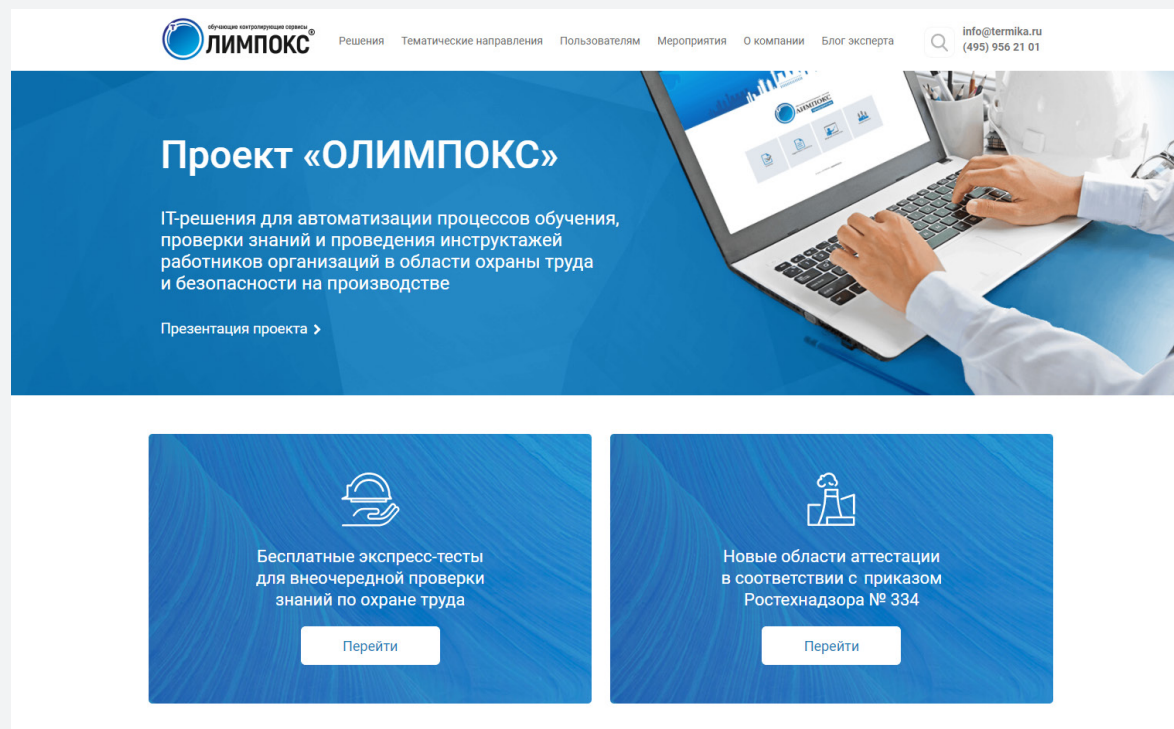 обучающие контролирующие сервисы
ОЛИМПОКС®
Решения Тематические направления Пользователям Мероприятия О компании Блог эксперта
info@termika.ru
(495) 956 21 01
Проект «ОЛИМПОКС»
IT-решения для автоматизации процессов обучения,
проверки знаний и проведения инструктажей
работников организаций в области охраны труда
и безопасности на производстве
Презентация проекта
ОЛИМПОКС
Бесплатные экспресс-тесты
для внеочередной проверки
знаний по охране труда
Перейти
Новые области аттестации
в соответствии с приказом
Ростехнадзора № 334
Перейти